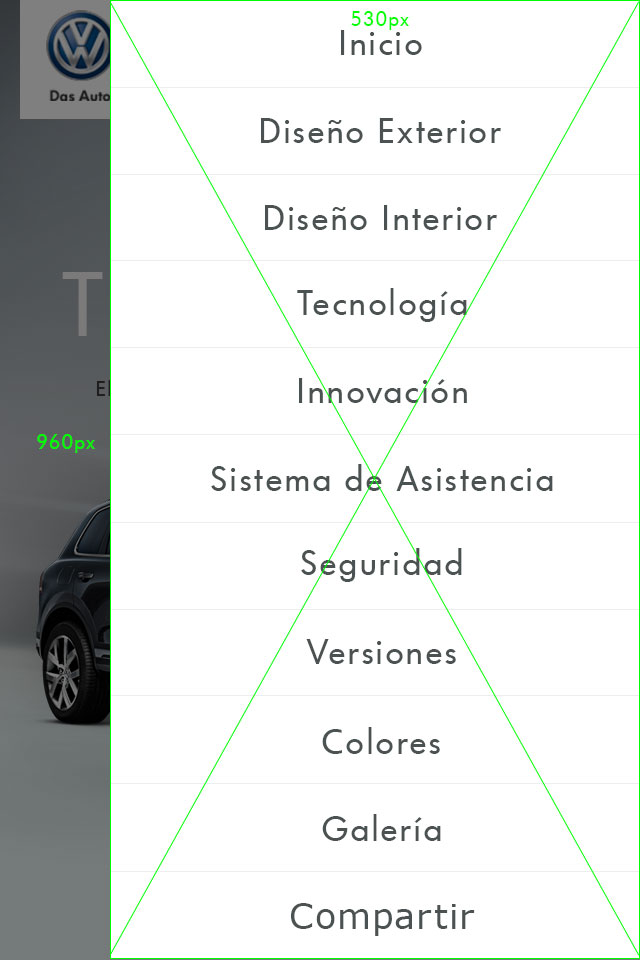 530px
Inicio
Das Auto
Diseño Exterior
Diseño Interior
T
Tecnología
El
Innovación
960px
Sistema de Asistencia
Seguridad
Versiones
Colores
Galería
Compartir